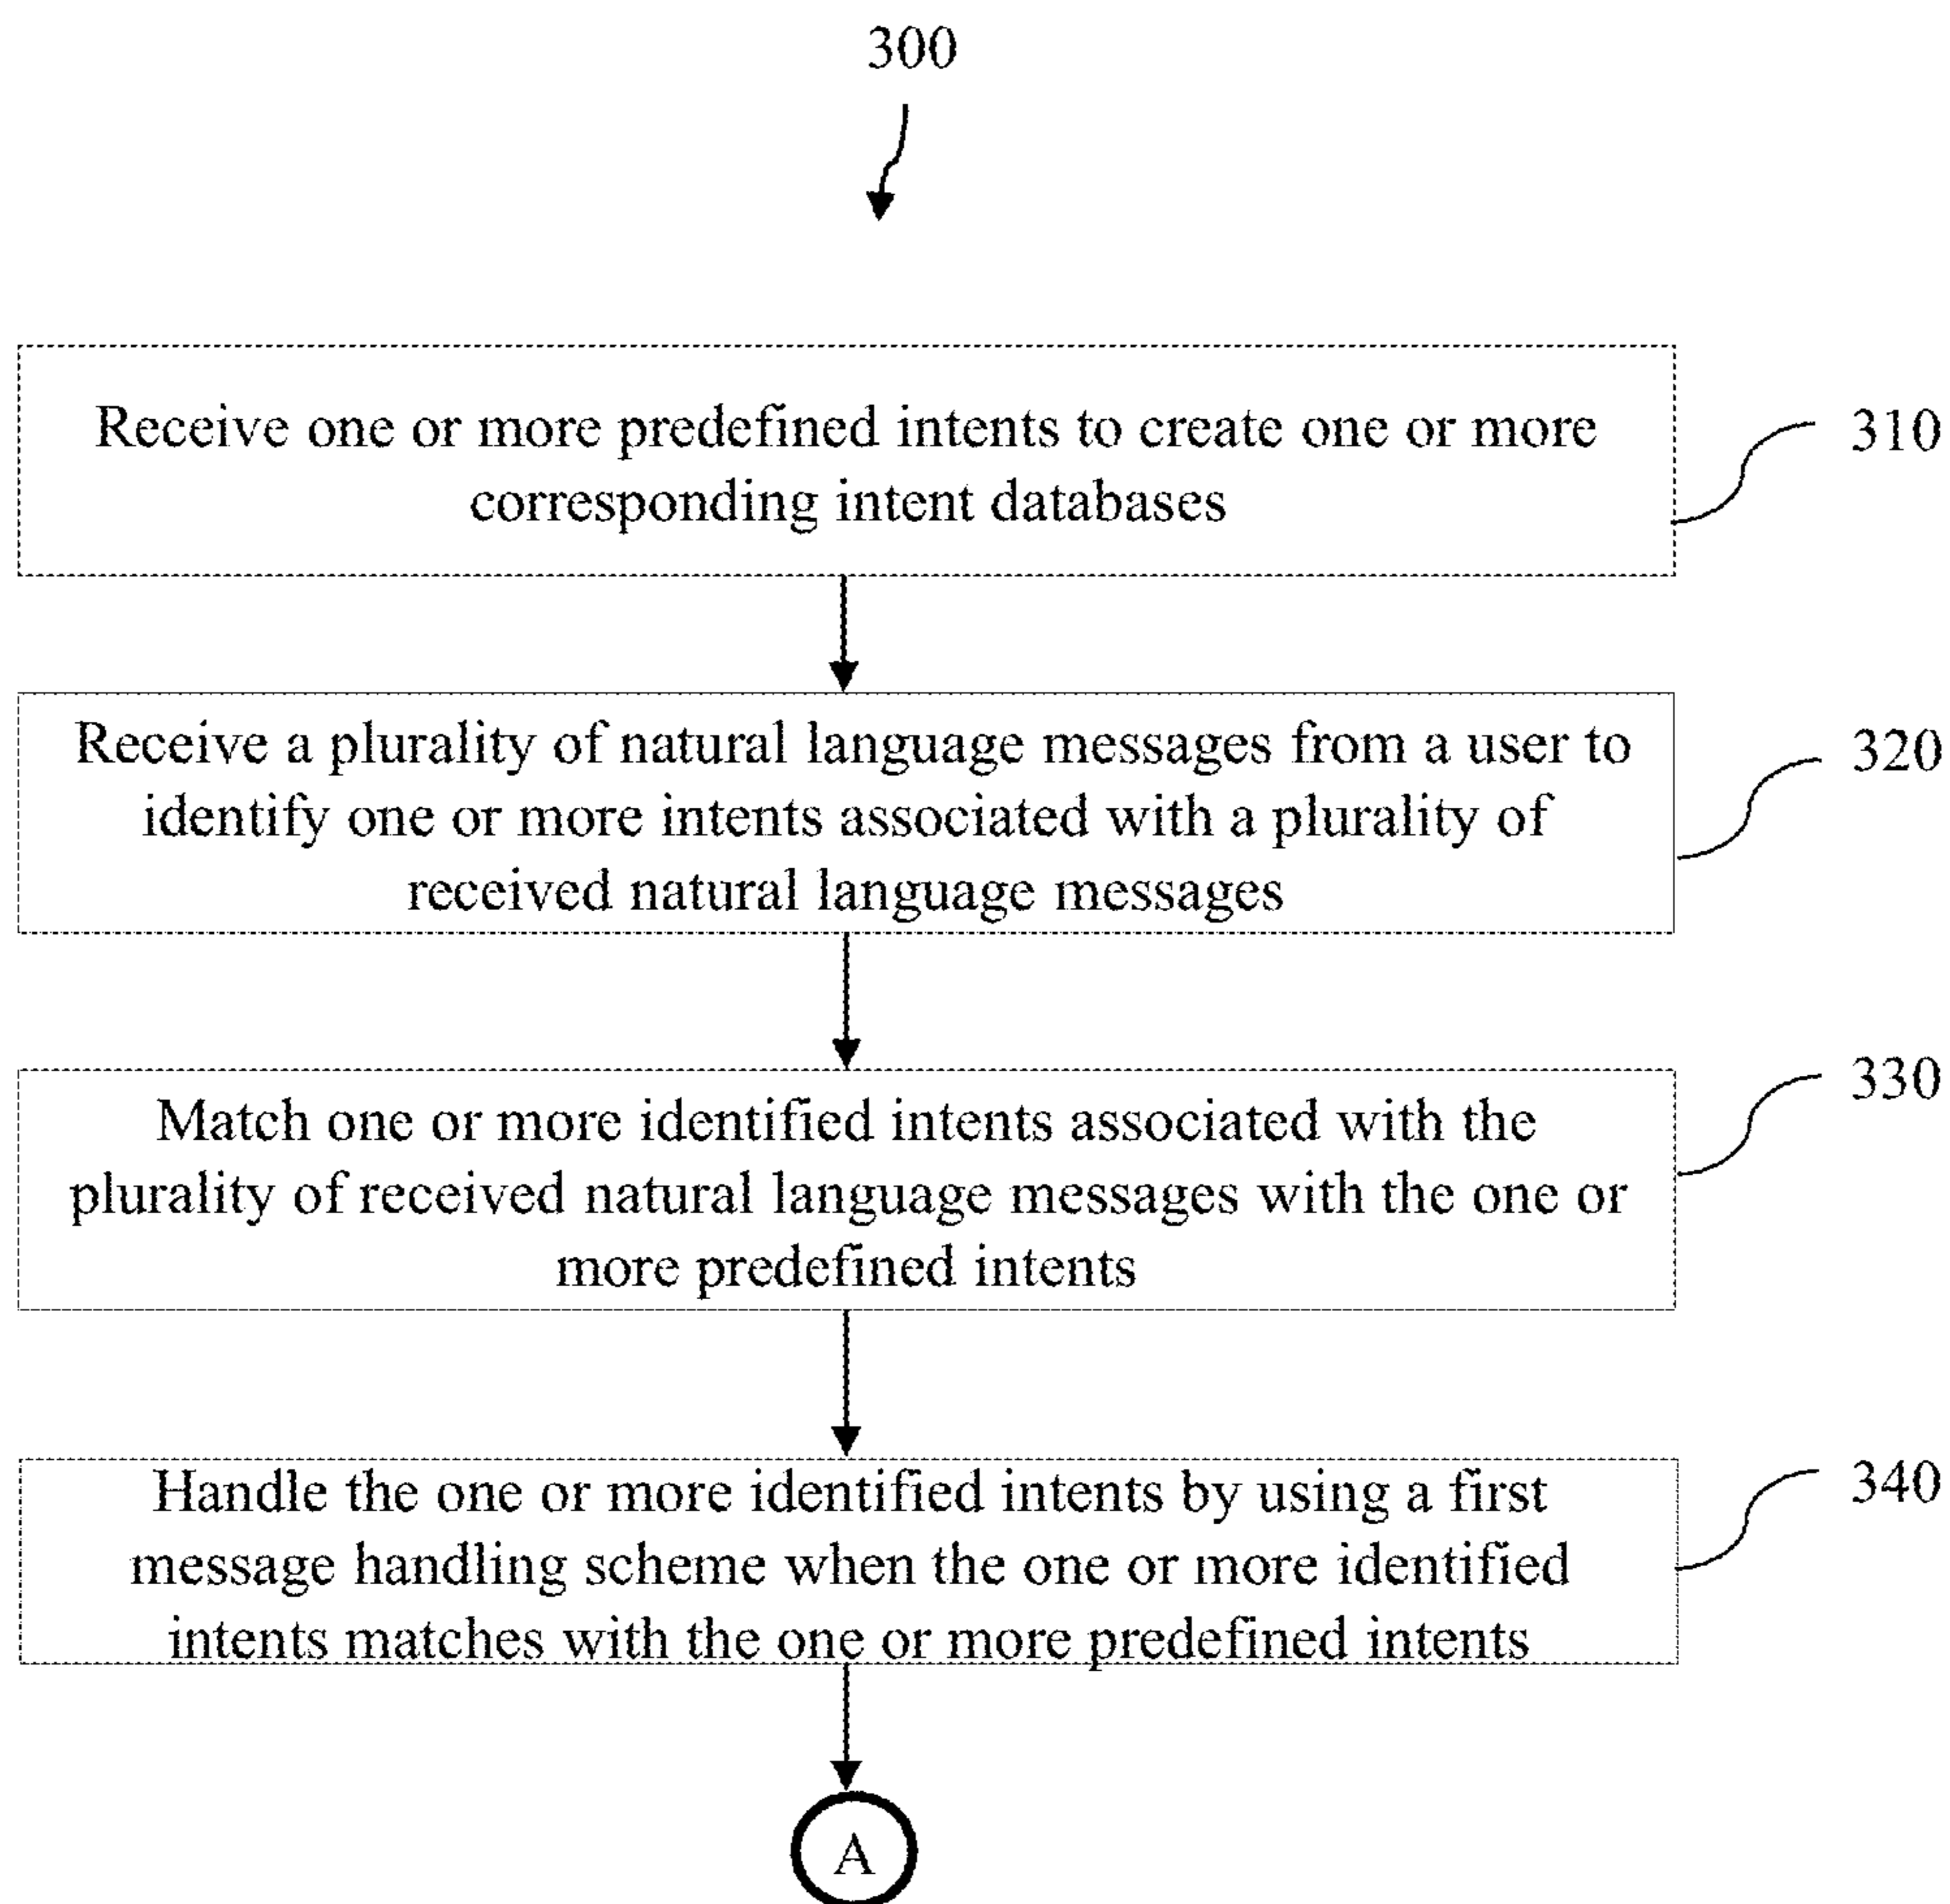 300
Receive one or more predefined intents to create one or more
corresponding intent databases
310
Receive a plurality of natural language messages from a user to
identify one or more intents associated with a plurality of
received natural language messages
320
Match one or more identified intents associated with the
plurality of received natural language messages with the one or
more predefined intents
330
Handle the one or more identified intents by using a first
message handling scheme when the one or more identified
intents matches with the one or more predefined intents
340
A